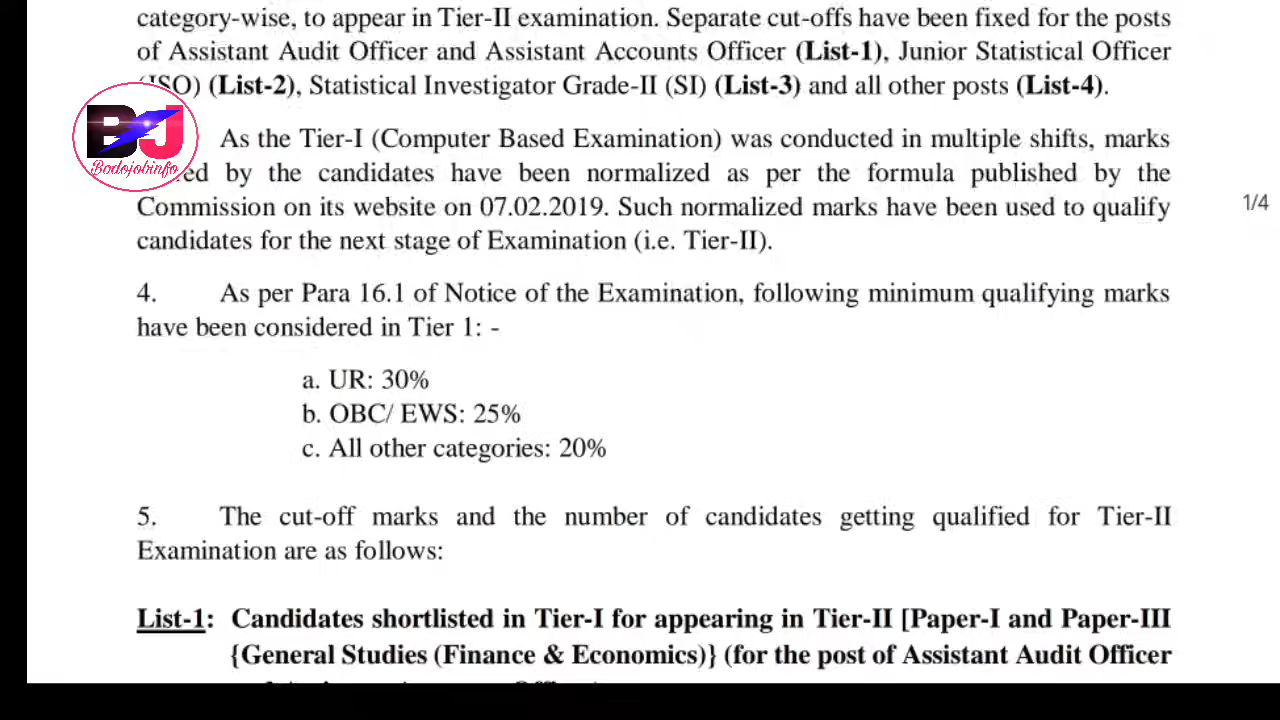 category-wise, to appear in Tier-II examination. Separate cut-offs have been fixed for the posts
of Assistant Audit Officer and Assistant Accounts Officer (List-1), Junior Statistical Officer
(JSO) (List-2), Statistical Investigator Grade-II (SI) (List-3) and all other posts (List-4).
BJ
Bodojobinfo
As the Tier-I (Computer Based Examination) was conducted in multiple shifts, marks
ed by the candidates have been normalized as per the formula published by the
Commission on its website on 07.02.2019. Such normalized marks have been used to qualify
1/4
candidates for the next stage of Examination (i.e. Tier-II).
4. As per Para 16.1 of Notice of the Examination, following minimum qualifying marks
have been considered in Tier 1: -
a. UR: 30%
b. OBC/ EWS: 25%
c. All other categories: 20%
5. The cut-off marks and the number of candidates getting qualified for Tier-II
Examination are as follows:
List-1: Candidates shortlisted in Tier-I for appearing in Tier-II [Paper-I and Paper-III
{General Studies (Finance & Economics)} (for the post of Assistant Audit Officer